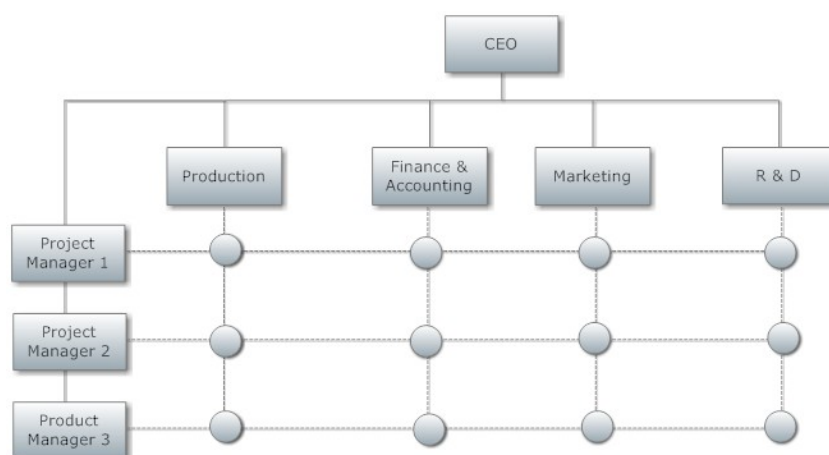 CEO
Production
Finance &
Accounting
Marketing
R & D
Project
Manager 1
Project
Manager 2
Product
Manager 3